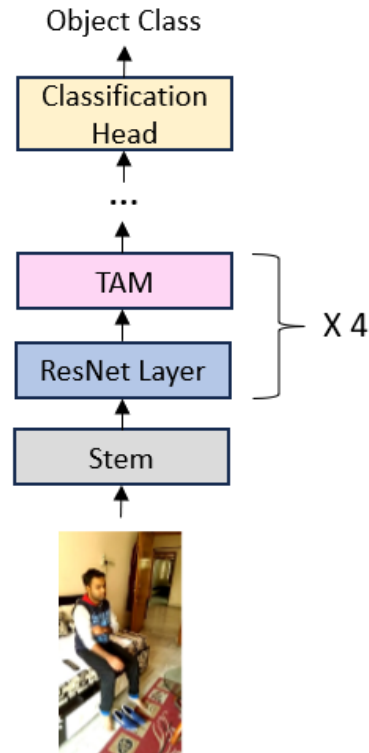 Object Class
Classification
Head
...
TAM
X 4
ResNet Layer
Stem